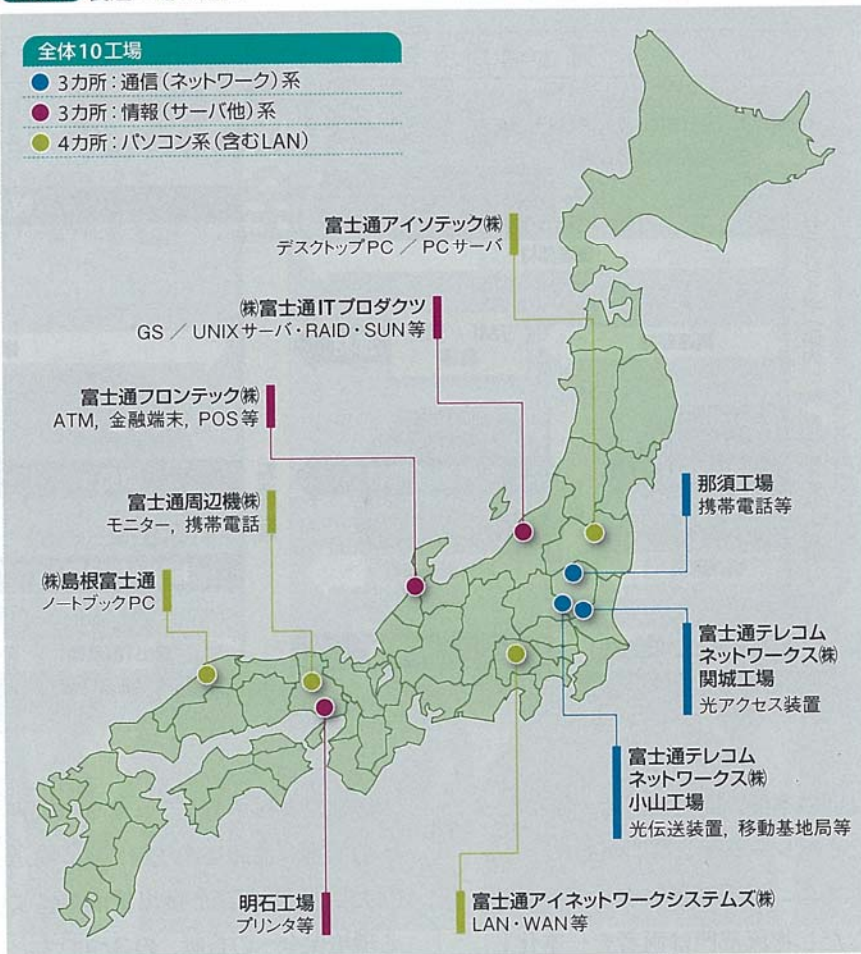 全体10工場
3カ所：通信（ネットワーク）系
3カ所：情報（サーバ他）系
4カ所：パソコン系（含むLAN）
富士通アイソテック㈱
デスクトップPC ／ PCサーバ
㈱富士通ITプロダクツ
GS ／ UNIXサーバ・RAID・SUN等
富士通フロンテック㈱
ATM, 金融端末, POS等
富士通周辺機㈱
モニター, 携帯電話
㈱島根富士通
ノートブックPC
那須工場
携帯電話等
富士通テレコム
ネットワークス㈱
関城工場
光アクセス装置
富士通テレコム
ネットワークス㈱
小山工場
光伝送装置, 移動基地局等
明石工場
プリンタ等
富士通アイネットワークシステムズ㈱
LAN・WAN等